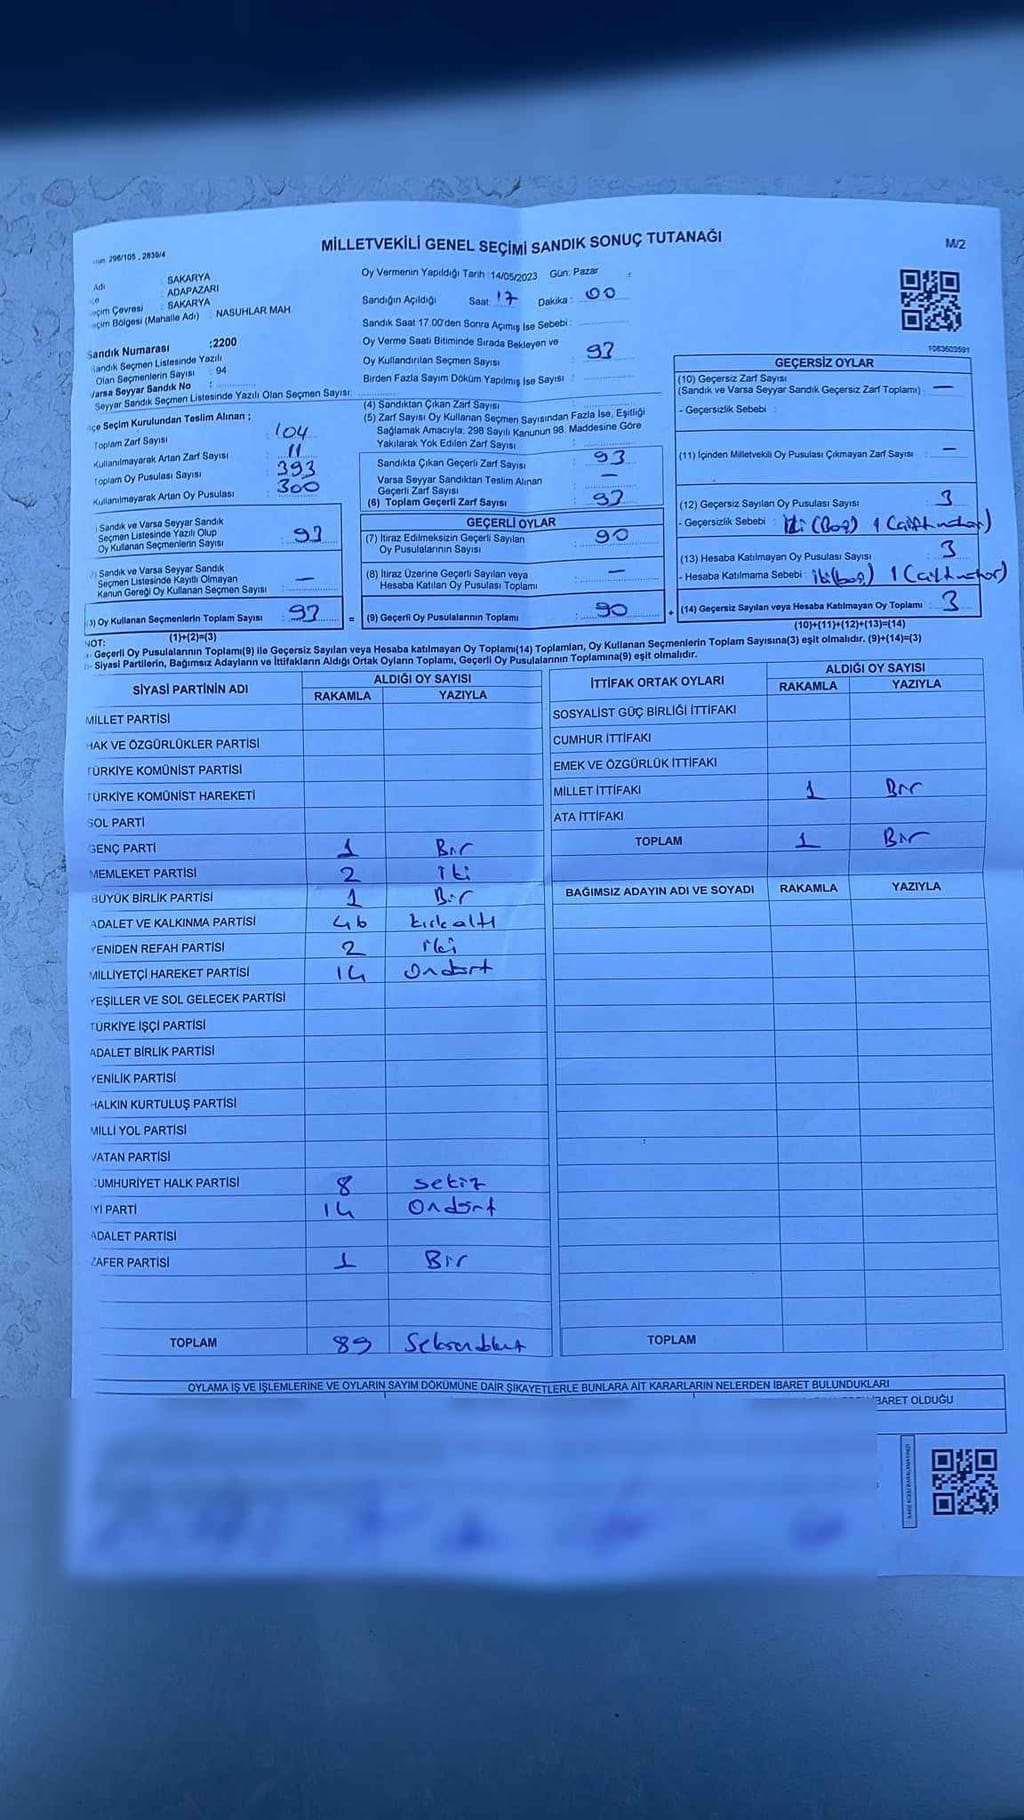 MİLLETVEKİLİ GENEL SEÇİMİ SANDIK SONUÇ TUTANAĞI
M/2
298/105 , 2839/4
Adı : SAKARYA
: ADAPAZARI
Çevresi : SAKARYA
Bölgesi (Mahalle Adı) : NASUHLAR MAH
Sandık Numarası :2200
Sandık Seçmen Listesinde Yazılı
Olan Seçmenlerin Sayısı : 94
Varsa Seyyar Sandık No :
Seyyar Sandık Seçmen Listesinde Yazılı Olan Seçmen Sayısı:
Seçim Kurulundan Teslim Alınan ;
Toplam Zarf Sayısı : 104
Kullanılmayarak Artan Zarf Sayısı : 11
Toplam Oy Pusulası Sayısı : 393
Kullanılmayarak Artan Oy Pusulası : 300
Sandık ve Varsa Seyyar Sandık
Seçmen Listesinde Yazılı Olup
Oy Kullanan Seçmenlerin Sayısı : 93
Sandık ve Varsa Seyyar Sandık
Seçmen Listesinde Kayıtlı Olmayan
Kanun Gereği Oy Kullanan Seçmen Sayısı : —
3) Oy Kullanan Seçmenlerin Toplam Sayısı : 93
(1)+(2)=(3)
Oy Vermenin Yapıldığı Tarih :14/05/2023 Gün: Pazar
Sandığın Açıldığı Saat: 17 Dakika : 00
Sandık Saat 17.00'den Sonra Açımış İse Sebebi :
Oy Verme Saati Bitiminde Sırada Bekleyen ve
Oy Kullandırılan Seçmen Sayısı : 93
Birden Fazla Sayım Döküm Yapılmış İse Sayısı :
(4) Sandıktan Çıkan Zarf Sayısı
(5) Zarf Sayısı Oy Kullanan Seçmen Sayısından Fazla İse, Eşitliği
Sağlamak Amacıyla, 298 Sayılı Kanunun 98. Maddesine Göre
Yakılarak Yok Edilen Zarf Sayısı :
Sandıkta Çıkan Geçerli Zarf Sayısı : 93
Varsa Seyyar Sandıktan Teslim Alınan
Geçerli Zarf Sayısı : —
(6) Toplam Geçerli Zarf Sayısı : 93
GEÇERLİ OYLAR
(7) İtiraz Edilmeksizin Geçerli Sayılan
Oy Pusulalarının Sayısı : 90
(8) İtiraz Üzerine Geçerli Sayılan veya
Hesaba Katılan Oy Pusulası Toplamı : —
= (9) Geçerli Oy Pusulalarının Toplamı : 90 +
1083603591
GEÇERSİZ OYLAR
(10) Geçersiz Zarf Sayısı
(Sandık ve Varsa Seyyar Sandık Geçersiz Zarf Toplamı) : —
- Geçersizlik Sebebi :
(11) İçinden Milletvekili Oy Pusulası Çıkmayan Zarf Sayısı : —
(12) Geçersiz Sayılan Oy Pusulası Sayısı : 3
- Geçersizlik Sebebi : iki (Boş) 1 (çift mühür)
(13) Hesaba Katılmayan Oy Pusulası Sayısı : 3
- Hesaba Katılmama Sebebi : iki(boş) 1 (çift mühür)
(14) Geçersiz Sayılan veya Hesaba Katılmayan Oy Toplamı : 3
(10)+(11)+(12)+(13)=(14)
NOT:
- Geçerli Oy Pusulalarının Toplamı(9) ile Geçersiz Sayılan veya Hesaba katılmayan Oy Toplamı(14) Toplamları, Oy Kullanan Seçmenlerin Toplam Sayısına(3) eşit olmalıdır. (9)+(14)=(3)
- Siyasi Partilerin, Bağımsız Adayların ve İttifakların Aldığı Ortak Oyların Toplamı, Geçerli Oy Pusulalarının Toplamına(9) eşit olmalıdır.
SİYASİ PARTİNİN ADI ALDIĞI OY SAYISI
RAKAMLA YAZIYLA
MİLLET PARTİSİ
HAK VE ÖZGÜRLÜKLER PARTİSİ
TÜRKİYE KOMÜNİST PARTİSİ
TÜRKİYE KOMÜNİST HAREKETİ
SOL PARTİ
GENÇ PARTİ 1 Bir
MEMLEKET PARTİSİ 2 iki
BÜYÜK BİRLİK PARTİSİ 1 Bir
ADALET VE KALKINMA PARTİSİ 46 kırkaltı
YENİDEN REFAH PARTİSİ 2 iki
MİLLİYETÇİ HAREKET PARTİSİ 14 Ondört
YEŞİLLER VE SOL GELECEK PARTİSİ
TÜRKİYE İŞÇİ PARTİSİ
ADALET BİRLİK PARTİSİ
YENİLİK PARTİSİ
HALKIN KURTULUŞ PARTİSİ
MİLLİ YOL PARTİSİ
VATAN PARTİSİ
CUMHURİYET HALK PARTİSİ 8 sekiz
İYİ PARTİ 14 Ondört
ADALET PARTİSİ
ZAFER PARTİSİ 1 Bir
TOPLAM 89 Seksendokuz
İTTİFAK ORTAK OYLARI ALDIĞI OY SAYISI
RAKAMLA YAZIYLA
SOSYALİST GÜÇ BİRLİĞİ İTTİFAKI
CUMHUR İTTİFAKI
EMEK VE ÖZGÜRLÜK İTTİFAKI
MİLLET İTTİFAKI 1 Bir
ATA İTTİFAKI
TOPLAM 1 Bir
BAĞIMSIZ ADAYIN ADI VE SOYADI RAKAMLA YAZIYLA
TOPLAM
OYLAMA İŞ VE İŞLEMLERİNE VE OYLARIN SAYIM DÖKÜMÜNE DAİR ŞİKAYETLERLE BUNLARA AİT KARARLARIN NELERDEN İBARET BULUNDUKLARI
İBARET OLDUĞU